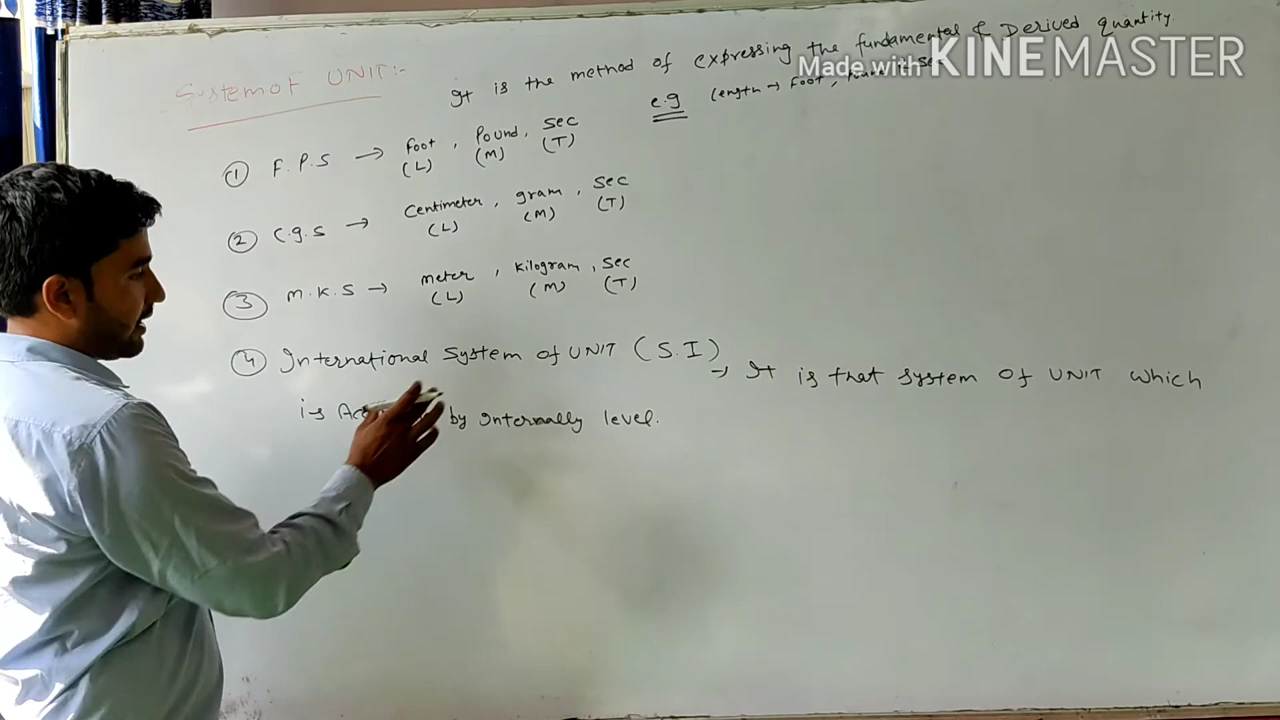 System of UNIT:-
It is the method of expressing the fundamental & Derived quantity
Made with KINEMASTER
e.g Length → Foot,
① F.P.S → Foot, Pound, Sec
(L) (M) (T)
② C.g.S → Centimeter, gram, Sec
(L) (M) (T)
③ M.K.S → meter, kilogram, Sec
(L) (M) (T)
④ International System of UNIT (S.I) → It is that system of UNIT which
is by Internally level.